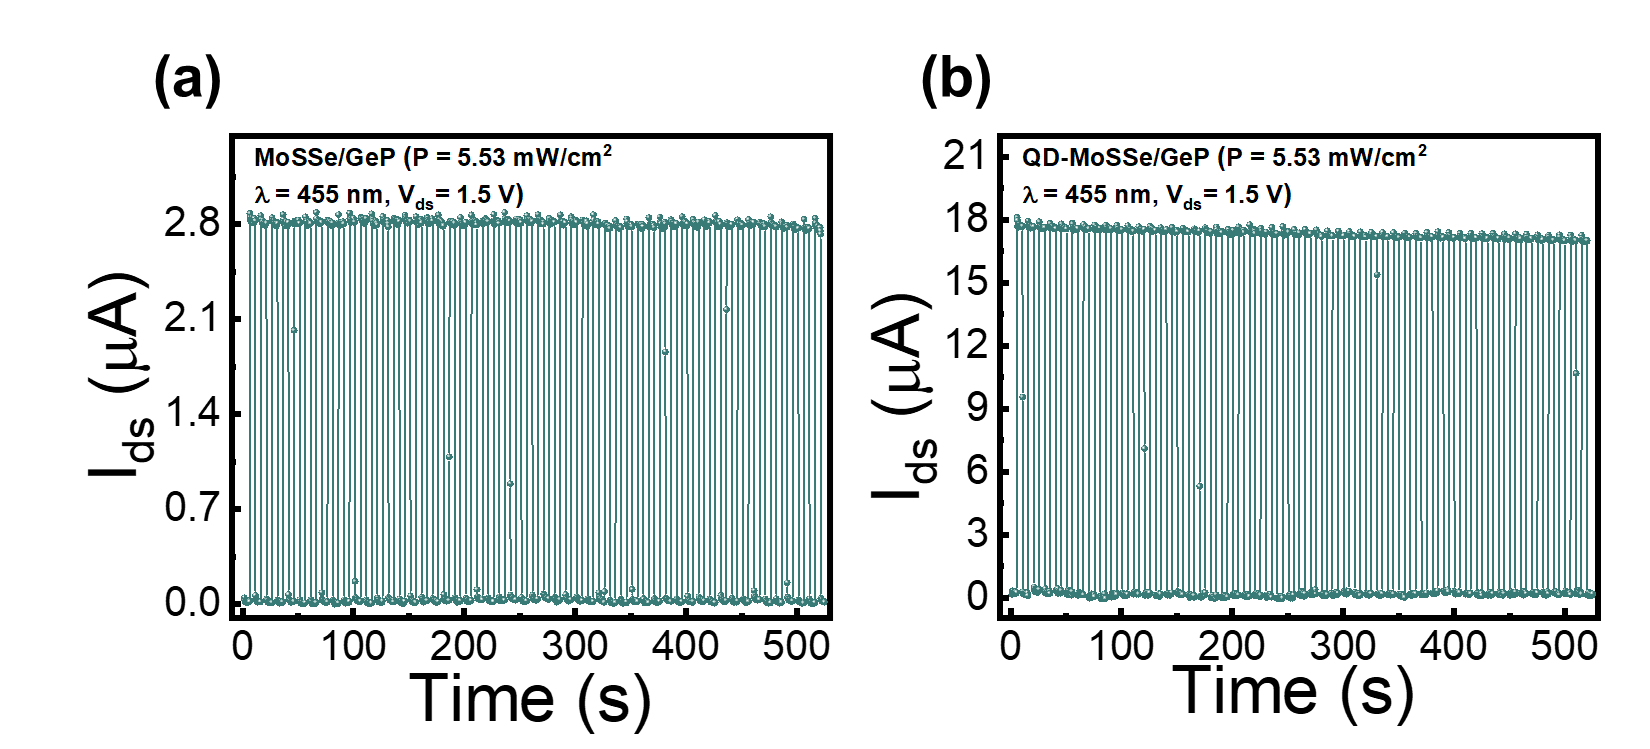 (a)
MoSSe/GeP (P = 5.53 mW/cm²
λ = 455 nm, Vds = 1.5 V)
2.8
2.1
1.4
0.7
0.0
Ids (μA)
0 100 200 300 400 500
Time (s)
(b)
QD-MoSSe/GeP (P = 5.53 mW/cm²
λ = 455 nm, Vds = 1.5 V)
21
18
15
12
9
6
3
0
Ids (μA)
0 100 200 300 400 500
Time (s)